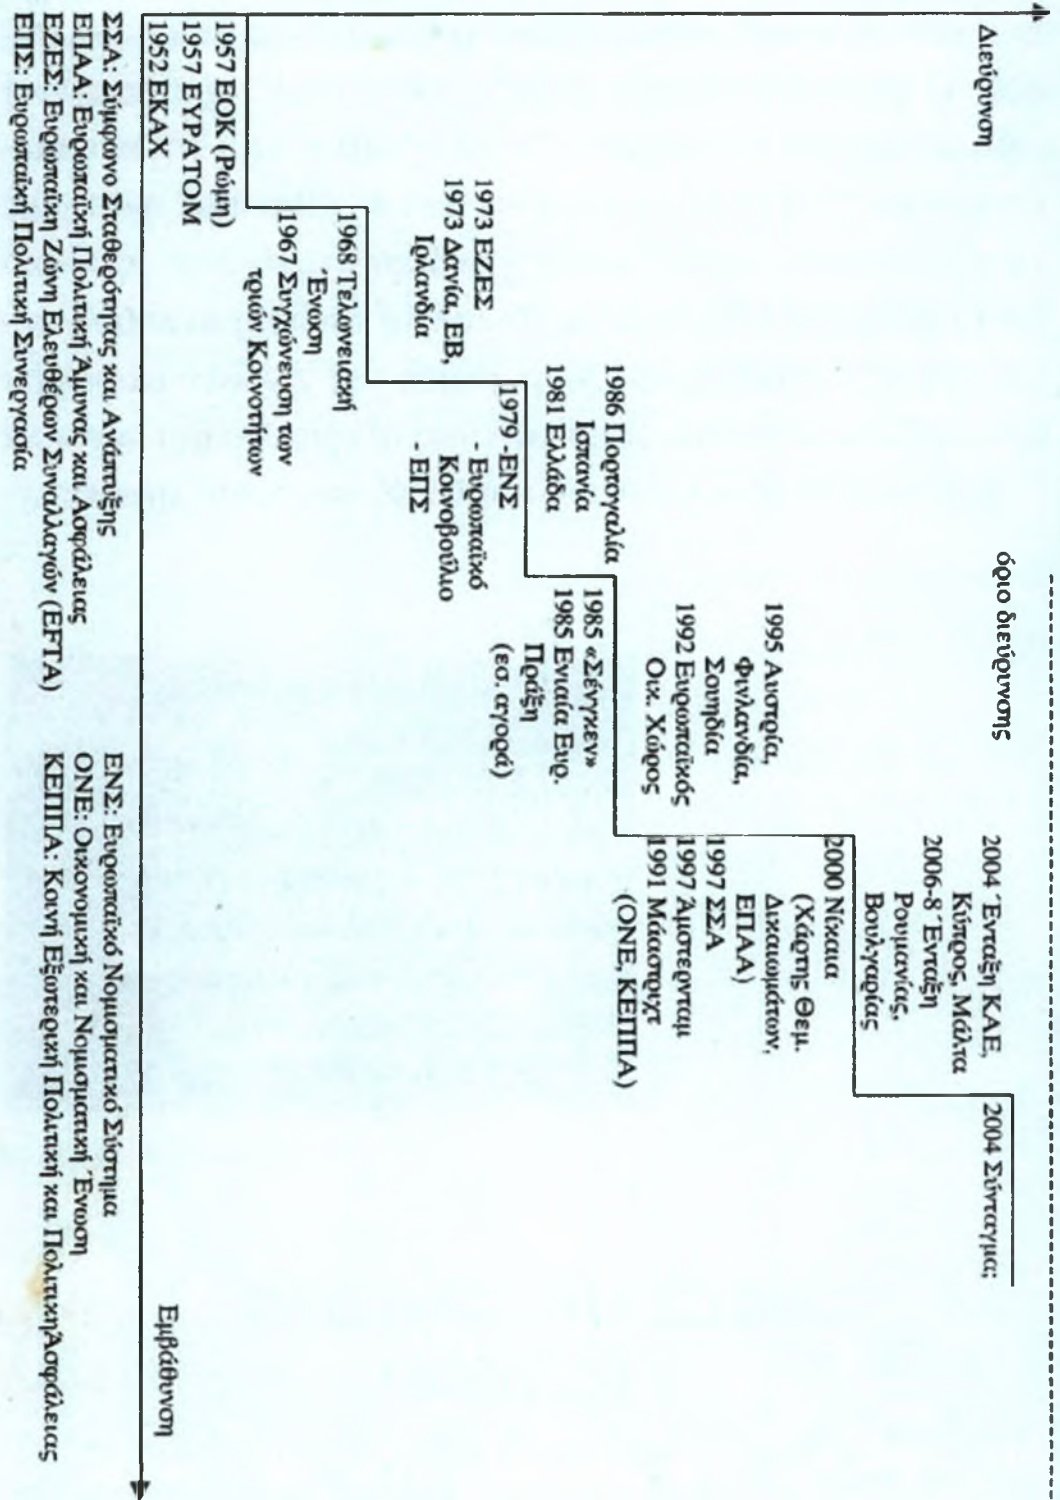 Διεύρυνση
όριο διεύρυνσης
2004 Ένταξη ΚΑΕ,
Κύπρος, Μάλτα
2006-8 Ένταξη
Ρουμανίας,
Βουλγαρίας
2004 Σύνταγμα;
1995 Αυστρία,
Φινλανδία,
Σουηδία
1992 Ευρωπαϊκός
Οικ. Χώρος
2000 Νίκαια
(Χάρτης Θεμ.
Δικαιωμάτων,
ΕΠΑΑ)
1997 ΣΣΑ
1997 Άμστερνταμ
1991 Μάαστριχτ
(ΟΝΕ, ΚΕΠΠΑ)
1986 Πορτογαλία
Ισπανία
1981 Ελλάδα
1985 «Σένγκεν»
1985 Ενιαία Ευρ.
Πράξη
(εσ. αγορά)
1973 ΕΖΕΣ
1973 Δανία, ΕΒ,
Ιρλανδία
1979 -ΕΝΣ
- Ευρωπαϊκό
Κοινοβούλιο
- ΕΠΣ
1968 Τελωνειακή
Ένωση
1967 Συγχώνευση των
τριών Κοινοτήτων
1957 ΕΟΚ (Ρώμη)
1957 ΕΥΡΑΤΟΜ
1952 ΕΚΑΧ
Εμβάθυνση
ΣΣΑ: Σύμφωνο Σταθερότητας και Ανάπτυξης
ΕΠΑΑ: Ευρωπαϊκή Πολιτική Άμυνας και Ασφάλειας
ΕΖΕΣ: Ευρωπαϊκή Ζώνη Ελευθέρων Συναλλαγών (EFTA)
ΕΠΣ: Ευρωπαϊκή Πολιτική Συνεργασία
ΕΝΣ: Ευρωπαϊκό Νομισματικό Σύστημα
ΟΝΕ: Οικονομική και Νομισματική Ένωση
ΚΕΠΠΑ: Κοινή Εξωτερική Πολιτική και Πολιτική Ασφάλειας